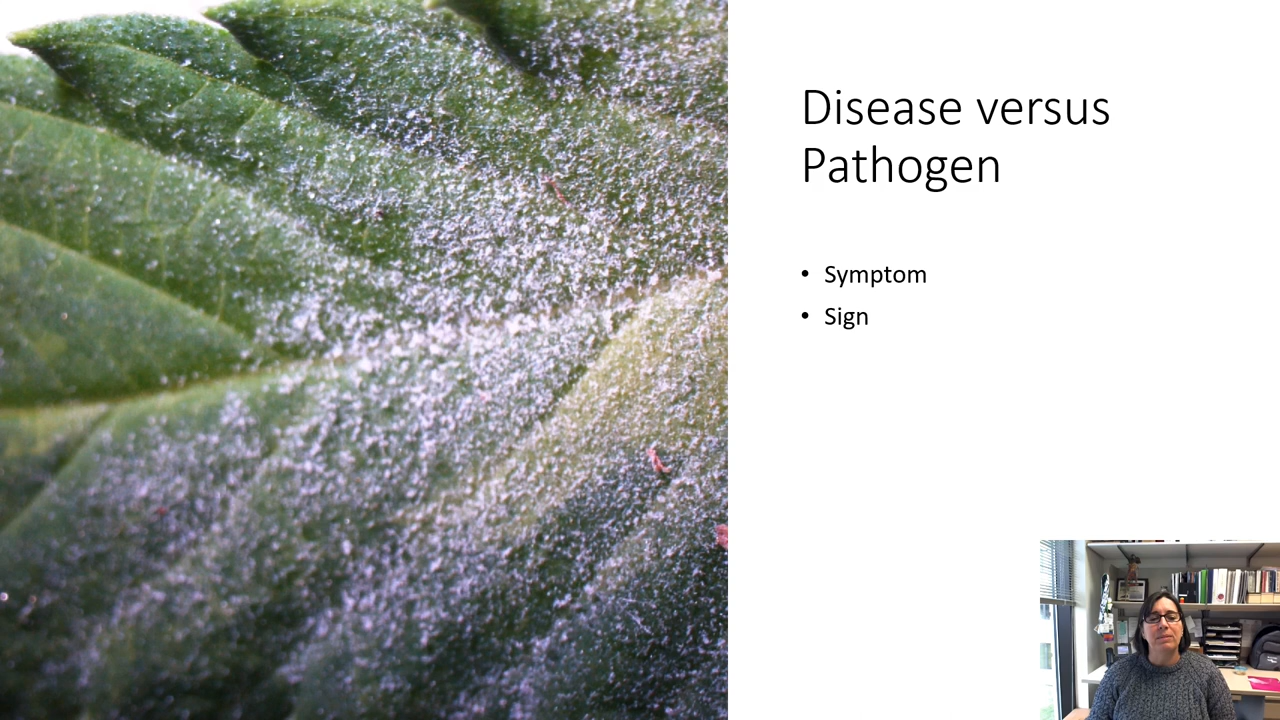 Disease versus
Pathogen
• Symptom
• Sign